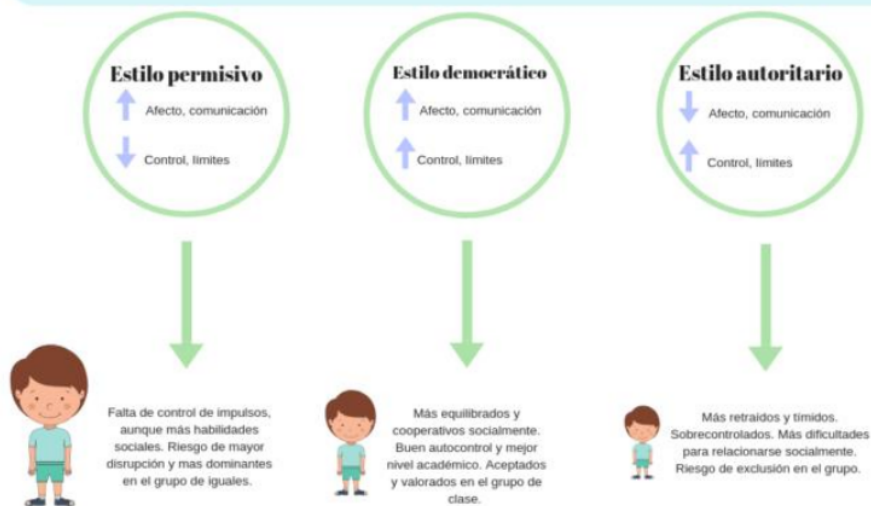 Estilo permisivo
Afecto, comunicación
Control, límites
Estilo democrático
Afecto, comunicación
Control, límites
Estilo autoritario
Afecto, comunicación
Control, límites
Falta de control de impulsos,
aunque más habilidades
sociales. Riesgo de mayor
disrupción y mas dominantes
en el grupo de iguales.
Más equilibrados y
cooperativos socialmente.
Buen autocontrol y mejor
nivel académico. Aceptados
y valorados en el grupo de
clase.
Más retraídos y tímidos.
Sobrecontrolados. Más dificultades
para relacionarse socialmente.
Riesgo de exclusión en el grupo.